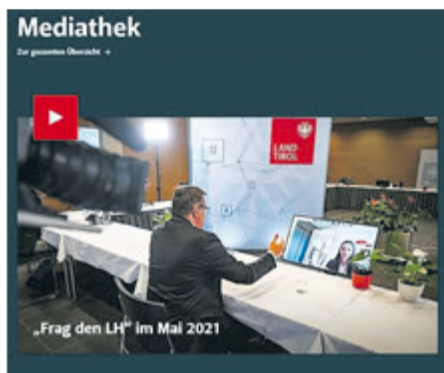 Mediathek
Zur gesamten Übersicht →
LAND
TIROL
„Frag den LH“ im Mai 2021